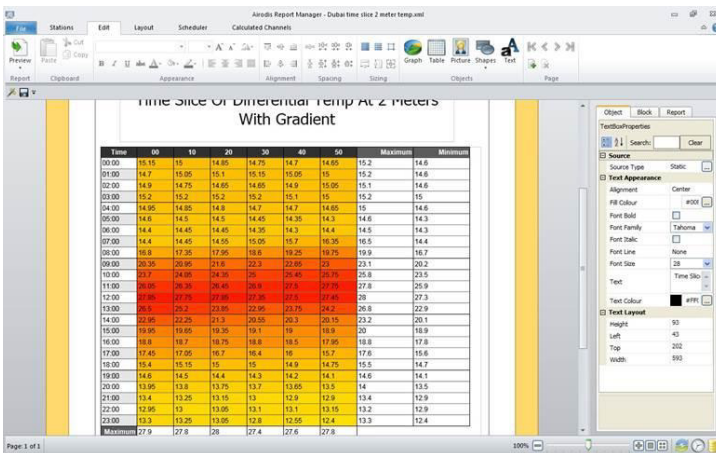 Airodis Report Manager - Dubai time slice 2 meter temp.xml
File Stations Edit Layout Scheduler Calculated Channels
Preview Paste Cut Copy
Graph Table Picture Shapes Text
Report Clipboard Appearance Alignment Spacing Sizing Objects Page
Time Slice Of Differential Temp At 2 Meters
With Gradient
Time 00 10 20 30 40 50 Maximum Minimum
00:00 15.15 15 14.85 14.75 14.7 14.65 15.2 14.6
01:00 14.7 15.05 15.1 15.15 15.05 15 15.2 14.6
02:00 14.9 14.75 14.65 14.65 14.9 15.05 15.1 14.6
03:00 15.2 15.2 15.2 15.2 15.1 15 15.2 15
04:00 14.95 14.85 14.8 14.7 14.7 14.65 15 14.6
05:00 14.6 14.5 14.5 14.45 14.35 14.3 14.6 14.3
06:00 14.4 14.45 14.45 14.35 14.3 14.4 14.5 14.3
07:00 14.4 14.45 14.55 15.05 15.7 16.35 16.5 14.4
08:00 16.8 17.35 17.95 18.6 19.25 19.75 19.9 16.7
09:00 20.35 20.95 21.6 22.3 22.65 23 23.1 20.2
10:00 23.7 24.05 24.35 25 25.45 25.75 25.8 23.5
11:00 26.05 26.35 26.45 26.9 27.5 27.75 27.8 25.9
12:00 27.85 27.75 27.85 27.35 27.5 27.45 28 27.3
13:00 26.5 25.2 23.95 22.95 23.75 24.2 26.8 22.9
14:00 22.95 22.25 21.3 20.55 20.3 20.15 23.2 20.1
15:00 19.95 19.65 19.35 19.1 19 18.9 20 18.9
16:00 18.8 18.7 18.75 18.6 18.5 17.95 18.8 17.8
17:00 17.45 17.05 16.7 16.4 16 15.7 17.6 15.6
18:00 15.4 15.15 15 15 14.9 14.75 15.5 14.7
19:00 14.6 14.5 14.4 14.3 14.2 14.1 14.6 14.1
20:00 13.95 13.8 13.75 13.7 13.65 13.5 14 13.5
21:00 13.4 13.25 13.15 13 12.9 12.9 13.4 12.9
22:00 12.95 13 13.05 13.1 13.1 13.15 13.2 12.9
23:00 13.3 13.25 13.05 12.8 12.55 12.4 13.3 12.4
Maximum 27.9 27.8 28 27.4 27.6 27.8
Object Block Report
TextBoxProperties
Search: Clear
Source
Source Type Static
Text Appearance
Alignment Center
Fill Colour
Font Bold
Font Family Tahoma
Font Italic
Font Line None
Font Size 28
Text Time Slic
Text Colour
Text Layout
Height 93
Left 43
Top 202
Width 593
Page: 1 of 1 100%